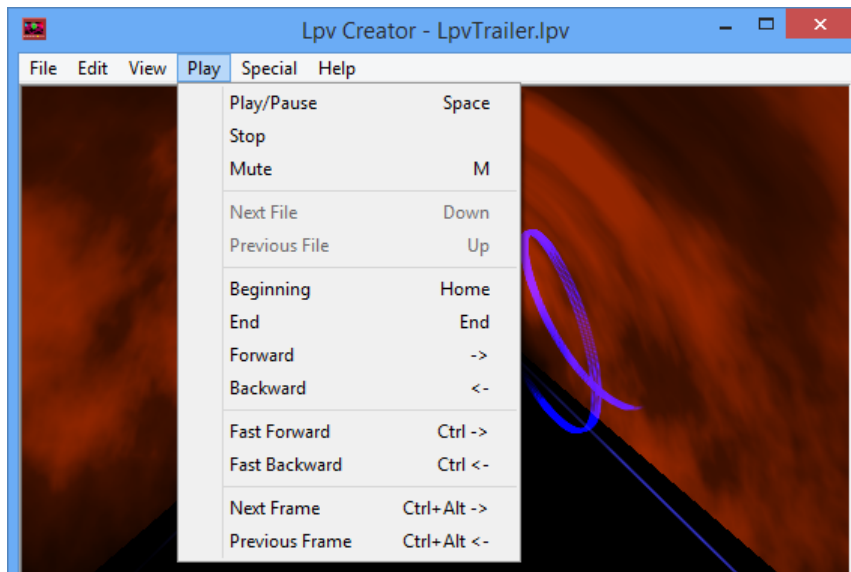 Lpv Creator - LpvTrailer.lpv
File Edit View Play Special Help
Play/Pause Space
Stop
Mute M
Next File Down
Previous File Up
Beginning Home
End End
Forward ->
Backward <-
Fast Forward Ctrl ->
Fast Backward Ctrl <-
Next Frame Ctrl+Alt ->
Previous Frame Ctrl+Alt <-